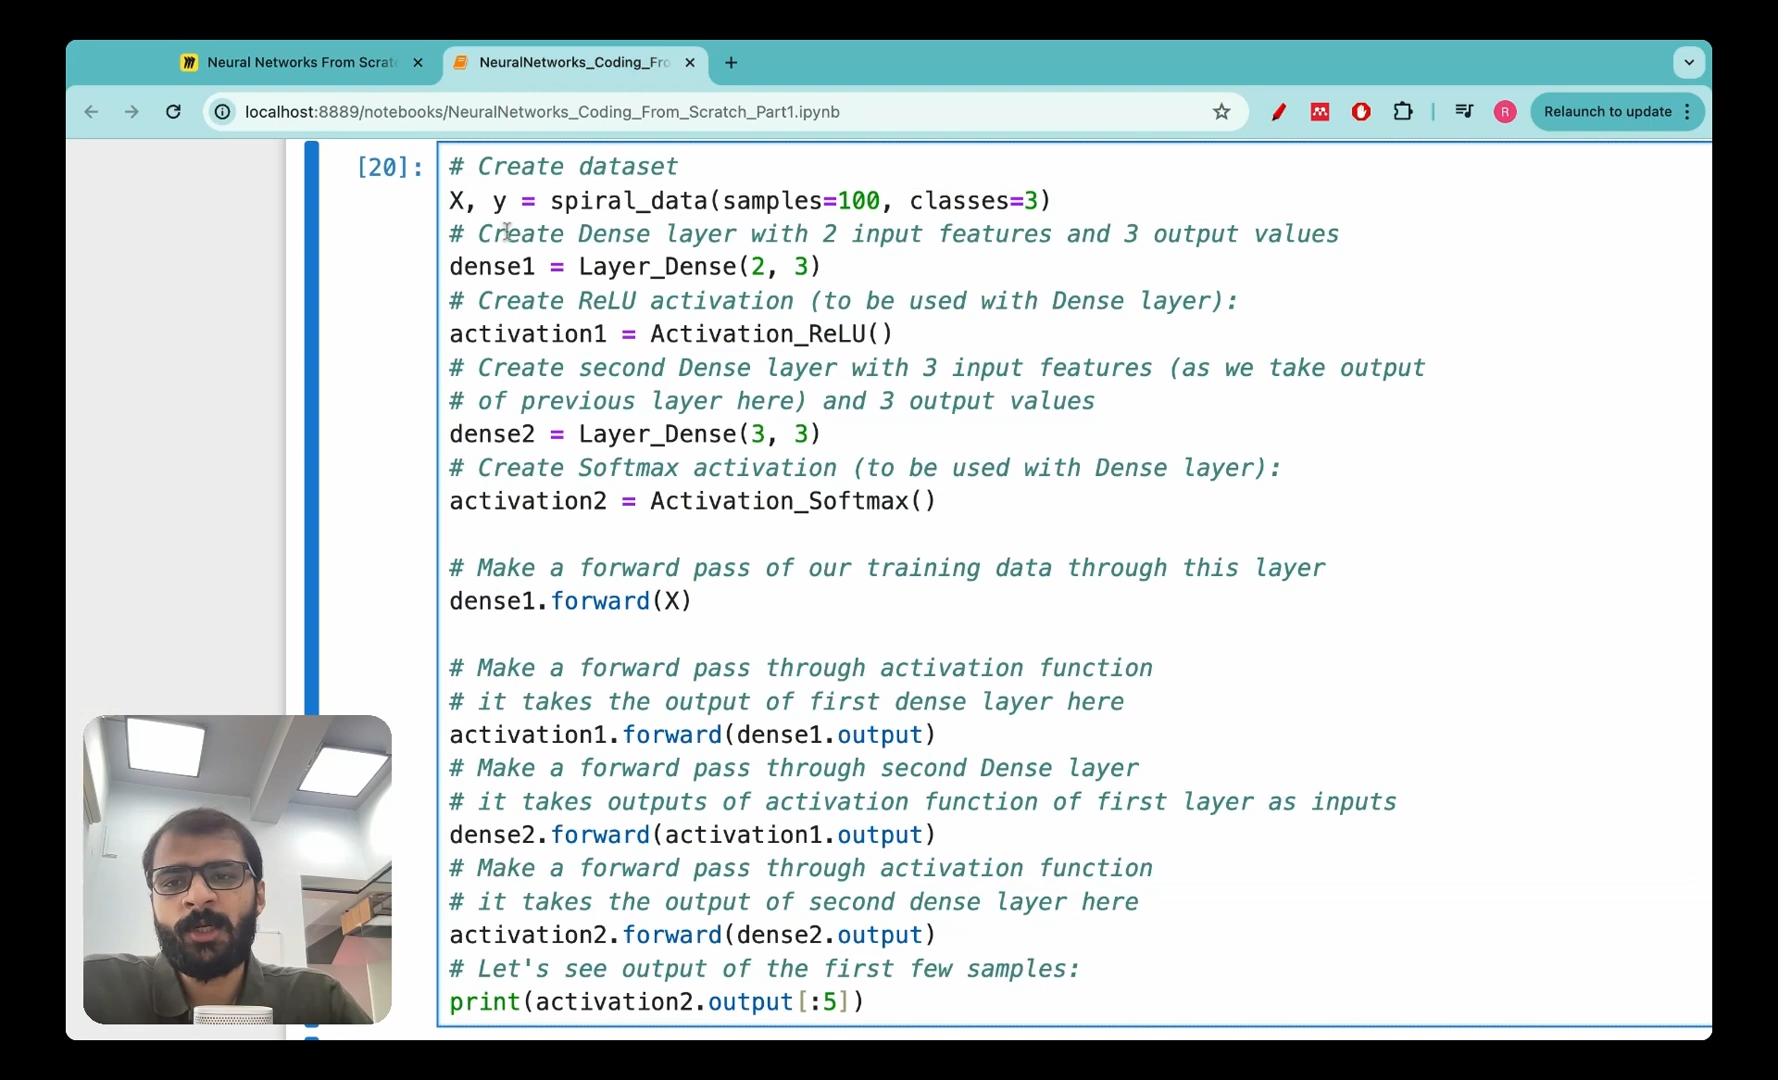 Neural Networks From Scrat
NeuralNetworks_Coding_Fro
localhost:8889/notebooks/NeuralNetworks_Coding_From_Scratch_Part1.ipynb
R
Relaunch to update
[20]:
# Create dataset
X, y = spiral_data(samples=100, classes=3)
# Create Dense layer with 2 input features and 3 output values
dense1 = Layer_Dense(2, 3)
# Create ReLU activation (to be used with Dense layer):
activation1 = Activation_ReLU()
# Create second Dense layer with 3 input features (as we take output
# of previous layer here) and 3 output values
dense2 = Layer_Dense(3, 3)
# Create Softmax activation (to be used with Dense layer):
activation2 = Activation_Softmax()
# Make a forward pass of our training data through this layer
dense1.forward(X)
# Make a forward pass through activation function
# it takes the output of first dense layer here
activation1.forward(dense1.output)
# Make a forward pass through second Dense layer
# it takes outputs of activation function of first layer as inputs
dense2.forward(activation1.output)
# Make a forward pass through activation function
# it takes the output of second dense layer here
activation2.forward(dense2.output)
# Let's see output of the first few samples:
print(activation2.output[:5])